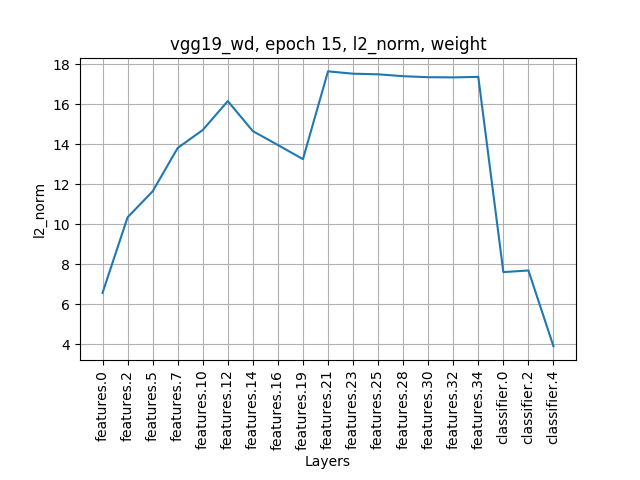 vgg19_wd, epoch 15, l2_norm, weight
l2_norm
18
16
14
12
10
8
6
4
features.0
features.2
features.5
features.7
features.10
features.12
features.14
features.16
features.19
features.21
features.23
features.25
features.28
features.30
features.32
features.34
classifier.0
classifier.2
classifier.4
Layers